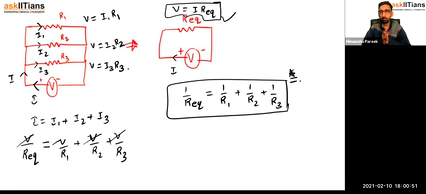 askIITians
R₁
I₁
V = I₁R₁
R₂
I₂
V = I₂R₂
R₃
I₃
V = I₃R₃.
I
+ V -
I
I = I₁ + I₂ + I₃
V/Req = V/R₁ + V/R₂ + V/R₃
V = I Req
Req
+ V -
I
1/Req = 1/R₁ + 1/R₂ + 1/R₃
askIITians
2021-02-10 18:00:51